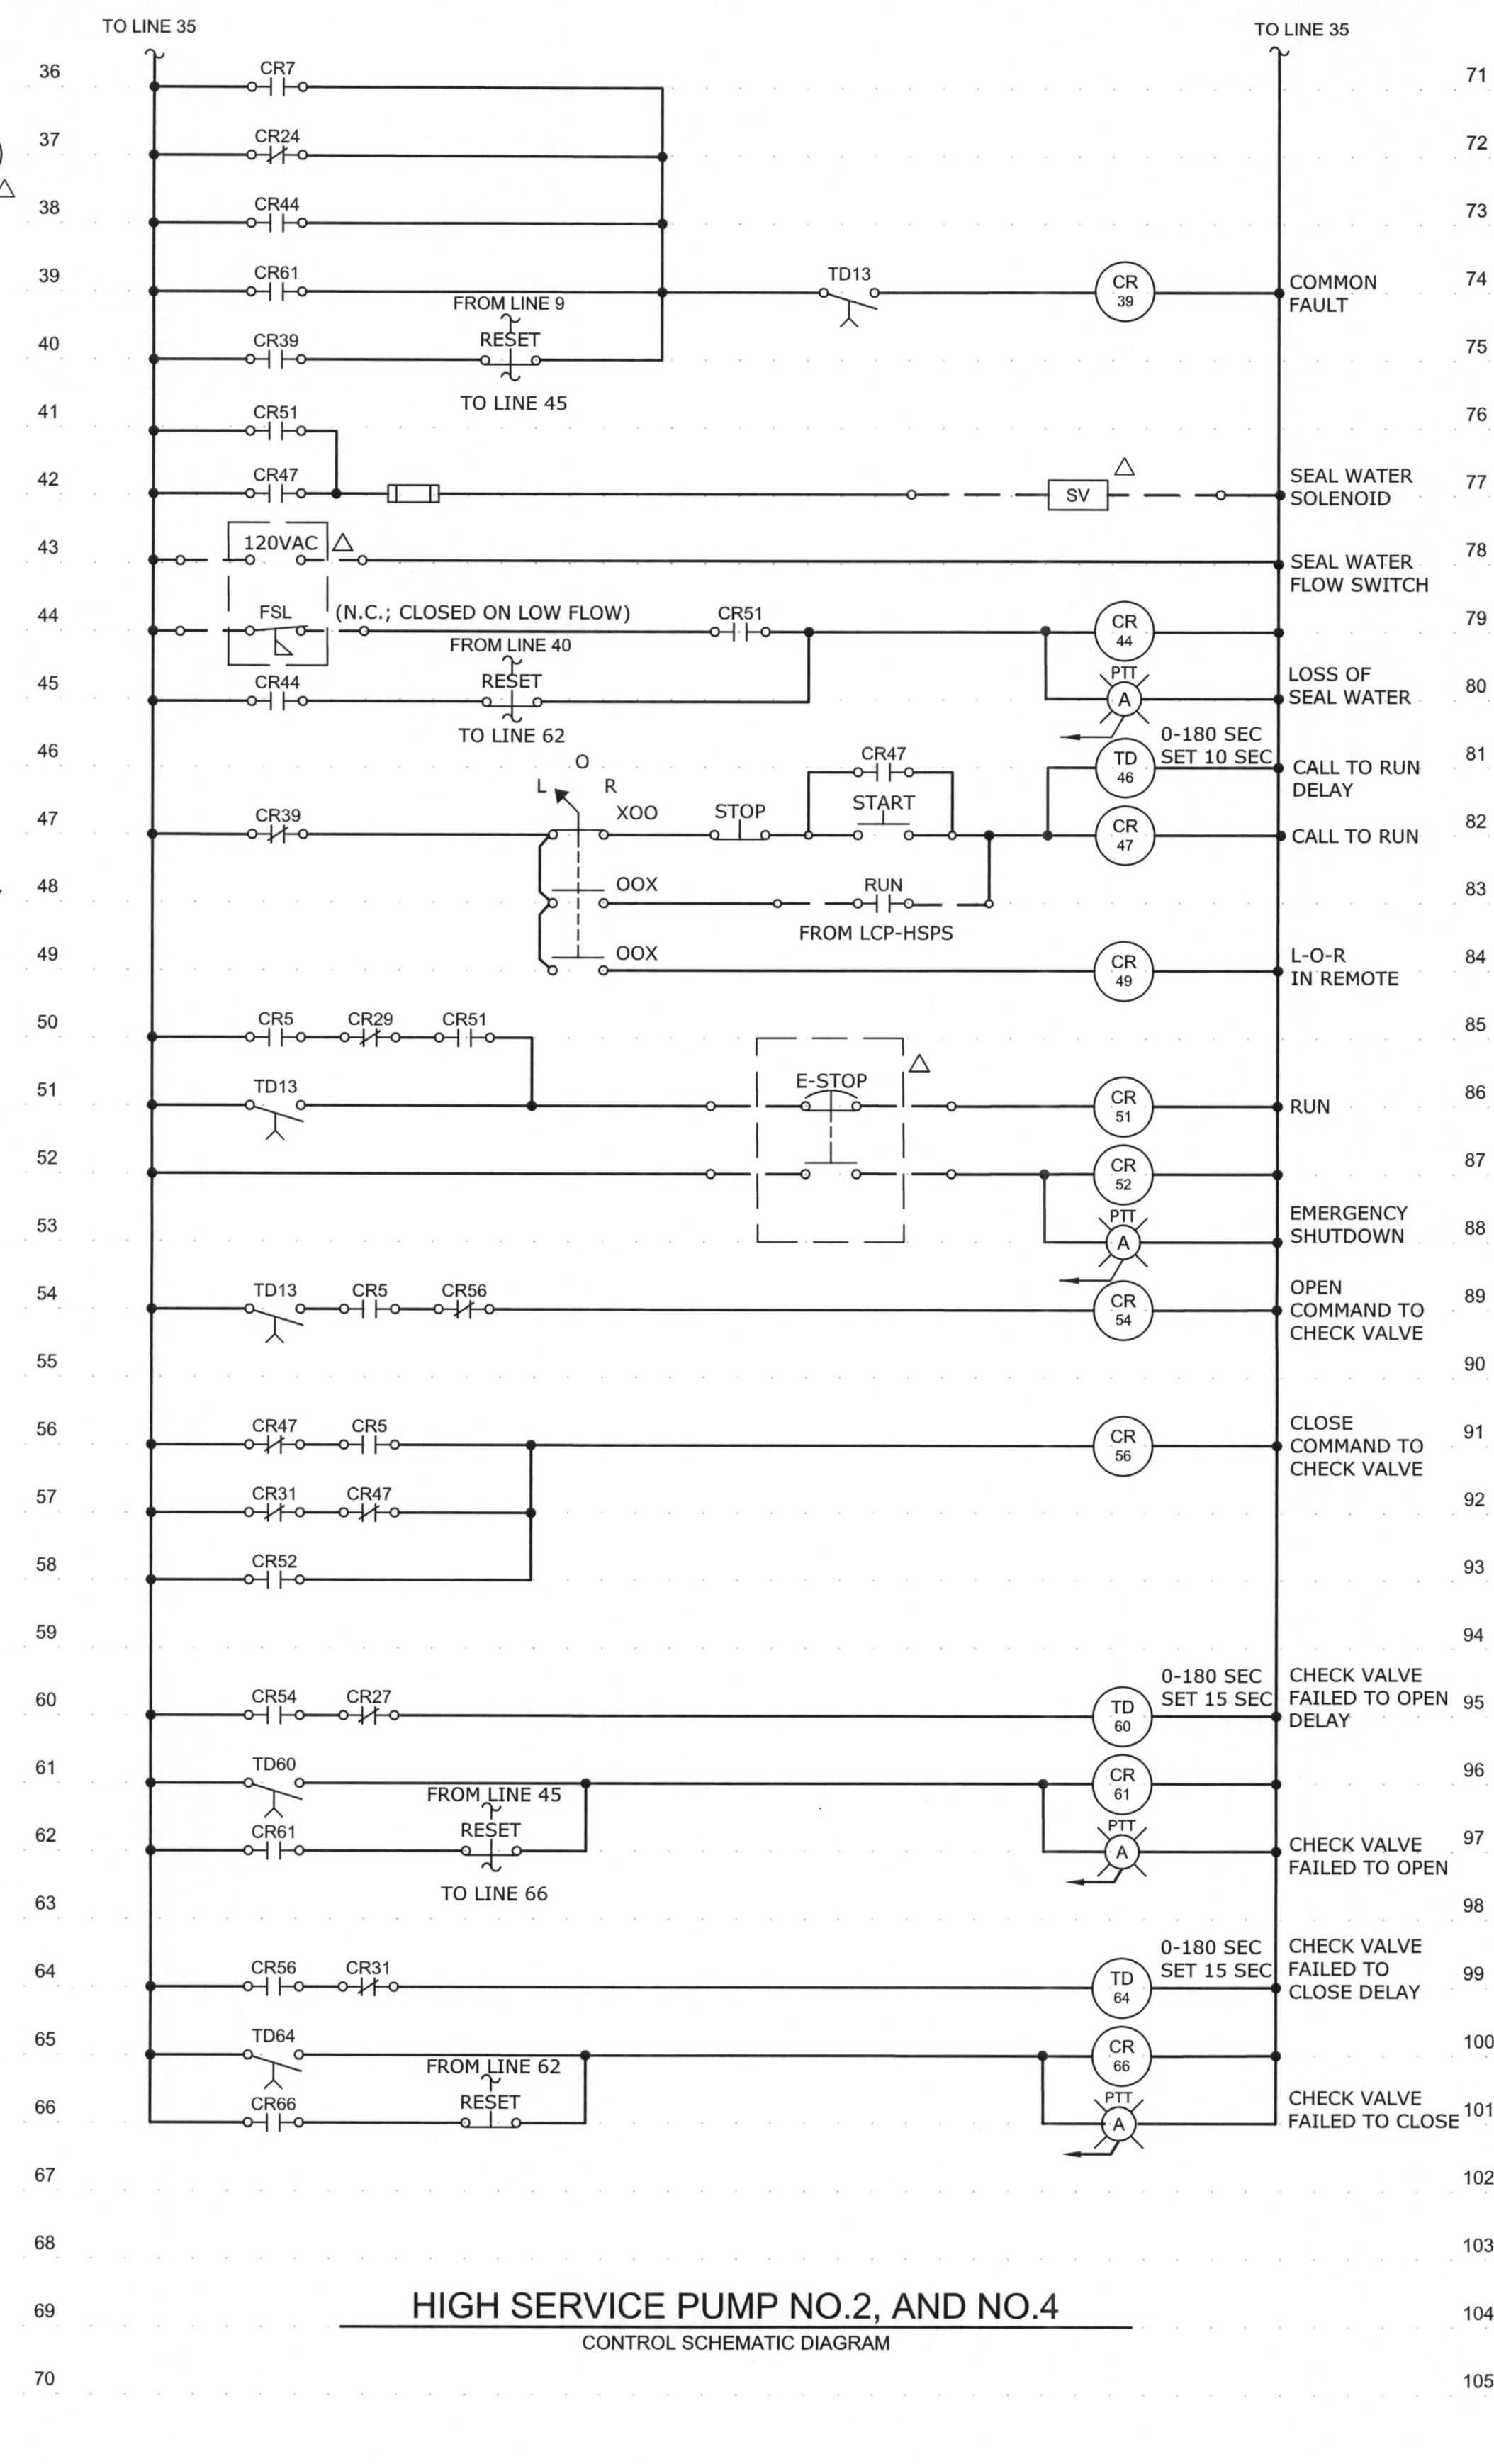 TO LINE 35
TO LINE 35
36
CR7
71
37
CR24
72
38
CR44
73
39
CR61
FROM LINE 9
TD13
CR
39
COMMON
FAULT
74
40
CR39
RESET
TO LINE 45
75
41
CR51
76
42
CR47
SV
SEAL WATER
SOLENOID
77
43
120VAC
SEAL WATER
FLOW SWITCH
78
44
FSL
(N.C.; CLOSED ON LOW FLOW)
CR51
CR
44
79
FROM LINE 40
45
CR44
RESET
TO LINE 62
PTT
A
LOSS OF
SEAL WATER
80
46
CR47
TD
46
0-180 SEC
SET 10 SEC
CALL TO RUN
DELAY
81
47
CR39
L
O
R
XOO
STOP
START
CR
47
CALL TO RUN
82
48
OOX
RUN
FROM LCP-HSPS
83
49
OOX
CR
49
L-O-R
IN REMOTE
84
50
CR5
CR29
CR51
85
51
TD13
E-STOP
CR
51
RUN
86
52
CR
52
87
53
PTT
A
EMERGENCY
SHUTDOWN
88
54
TD13
CR5
CR56
CR
54
OPEN
COMMAND TO
CHECK VALVE
89
55
90
56
CR47
CR5
CR
56
CLOSE
COMMAND TO
CHECK VALVE
91
57
CR31
CR47
92
58
CR52
93
59
94
60
CR54
CR27
TD
60
0-180 SEC
SET 15 SEC
CHECK VALVE
FAILED TO OPEN
DELAY
95
61
TD60
FROM LINE 45
CR
61
96
62
CR61
RESET
TO LINE 66
PTT
A
CHECK VALVE
FAILED TO OPEN
97
63
98
64
CR56
CR31
TD
64
0-180 SEC
SET 15 SEC
CHECK VALVE
FAILED TO
CLOSE DELAY
99
65
TD64
FROM LINE 62
CR
66
100
66
CR66
RESET
PTT
A
CHECK VALVE
FAILED TO CLOSE
101
67
102
68
103
69
HIGH SERVICE PUMP NO.2, AND NO.4
104
CONTROL SCHEMATIC DIAGRAM
70
105